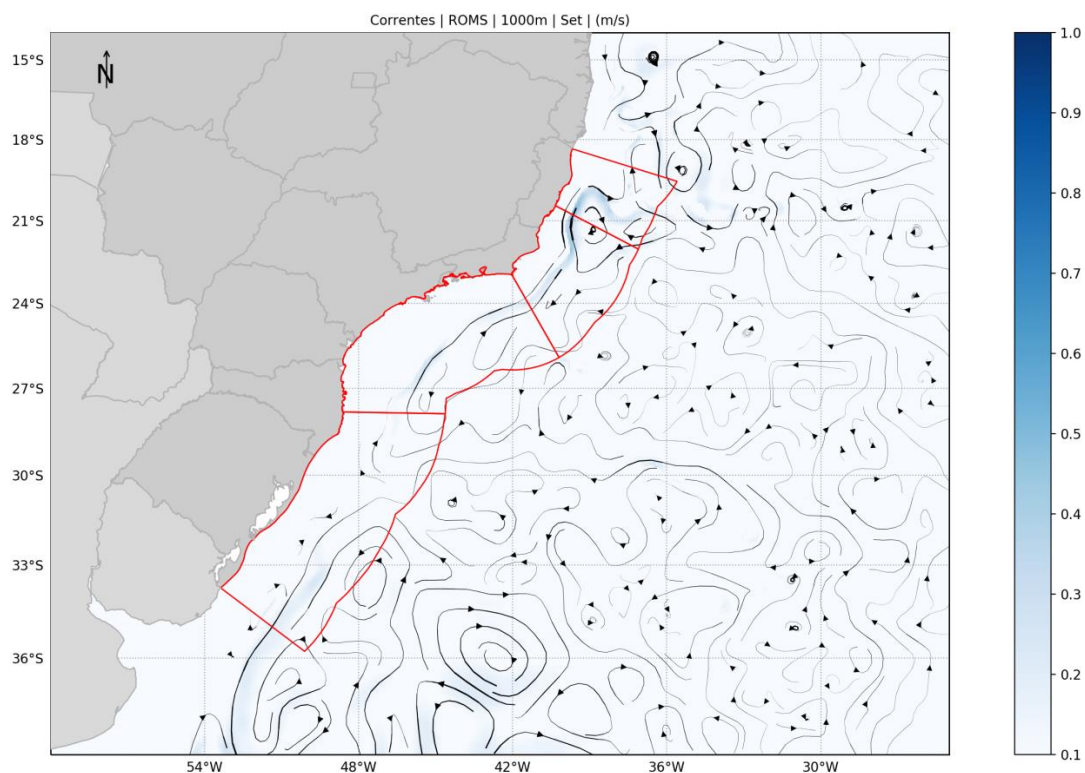 Correntes | ROMS | 1000m | Set | (m/s)
N
15°S
18°S
21°S
24°S
27°S
30°S
33°S
36°S
54°W 48°W 42°W 36°W 30°W
1.0
0.9
0.8
0.7
0.6
0.5
0.4
0.3
0.2
0.1